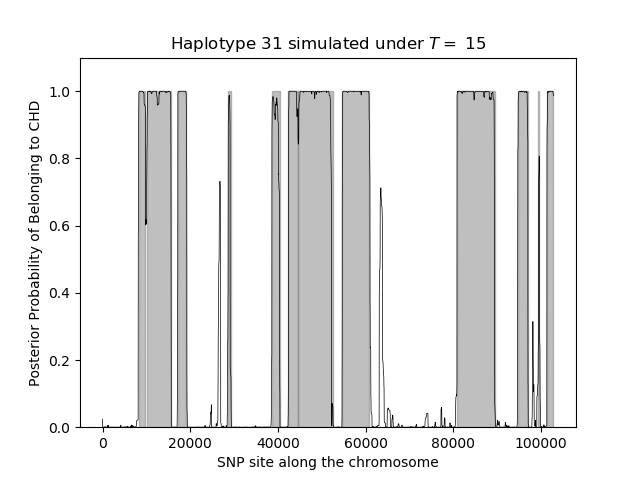 Haplotype 31 simulated under T = 15
Posterior Probability of Belonging to CHD
1.0
0.8
0.6
0.4
0.2
0.0
0 20000 40000 60000 80000 100000
SNP site along the chromosome